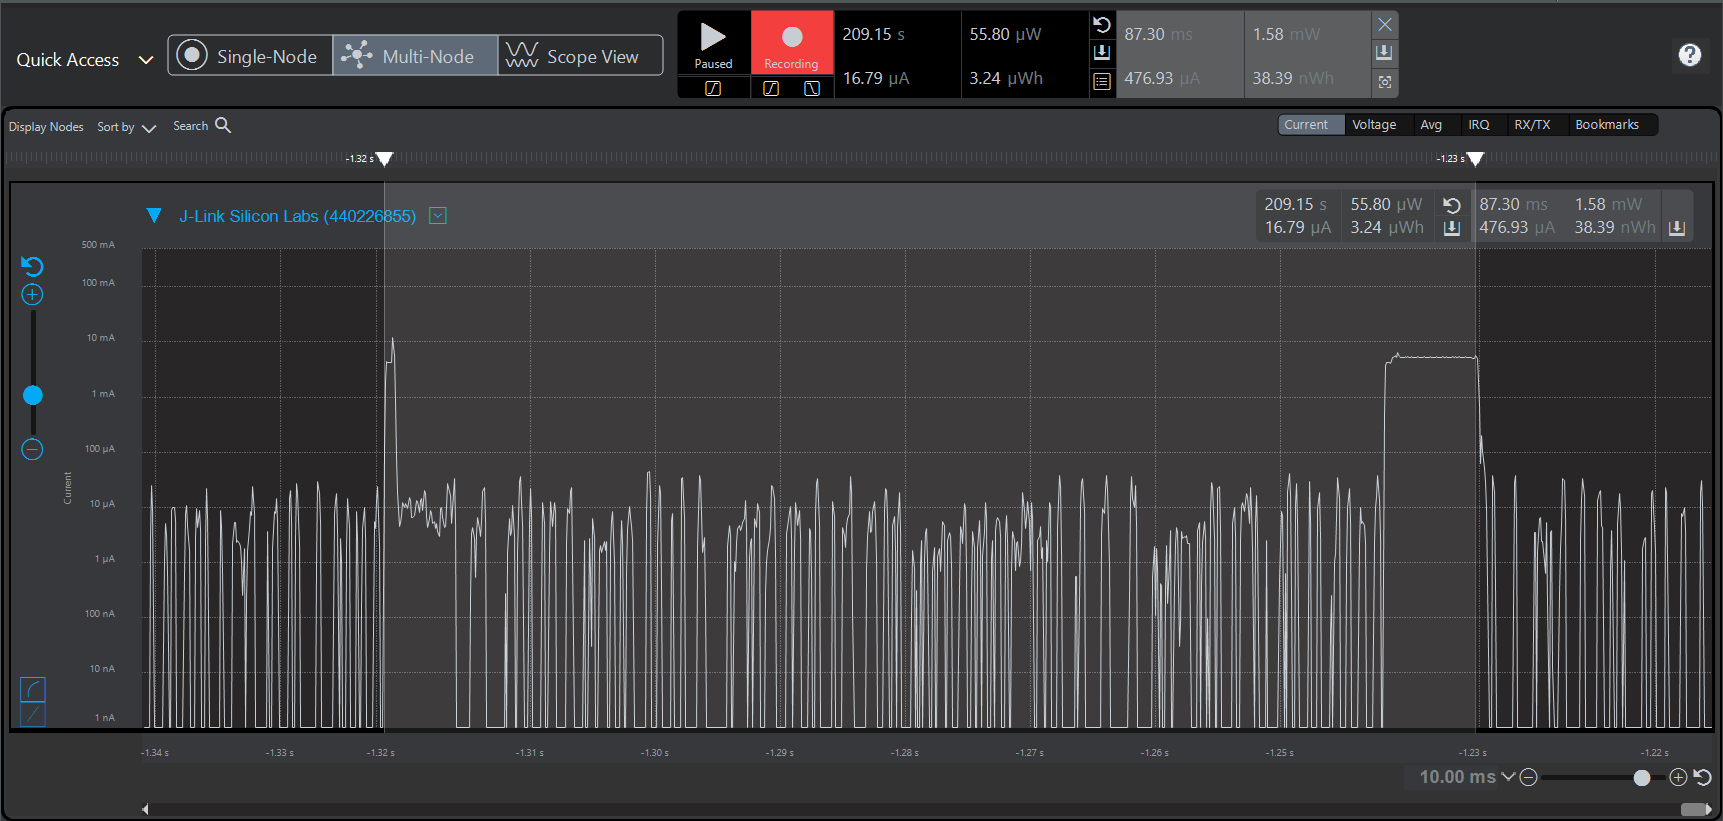 Quick Access
Single-Node
Multi-Node
Scope View
Paused
Recording
209.15 s
55.80 µW
16.79 µA
3.24 µWh
87.30 ms
1.58 mW
476.93 µA
38.39 nWh
?
Display Nodes
Sort by
Search
Current
Voltage
Avg
IRQ
RX/TX
Bookmarks
-1.32 s
-1.23 s
J-Link Silicon Labs (440226855)
209.15 s
55.80 µW
87.30 ms
1.58 mW
16.79 µA
3.24 µWh
476.93 µA
38.39 nWh
500 mA
100 mA
10 mA
1 mA
100 µA
10 µA
1 µA
100 nA
10 nA
1 nA
Current
-1.34 s
-1.33 s
-1.32 s
-1.31 s
-1.30 s
-1.29 s
-1.28 s
-1.27 s
-1.26 s
-1.25 s
-1.23 s
-1.22 s
10.00 ms